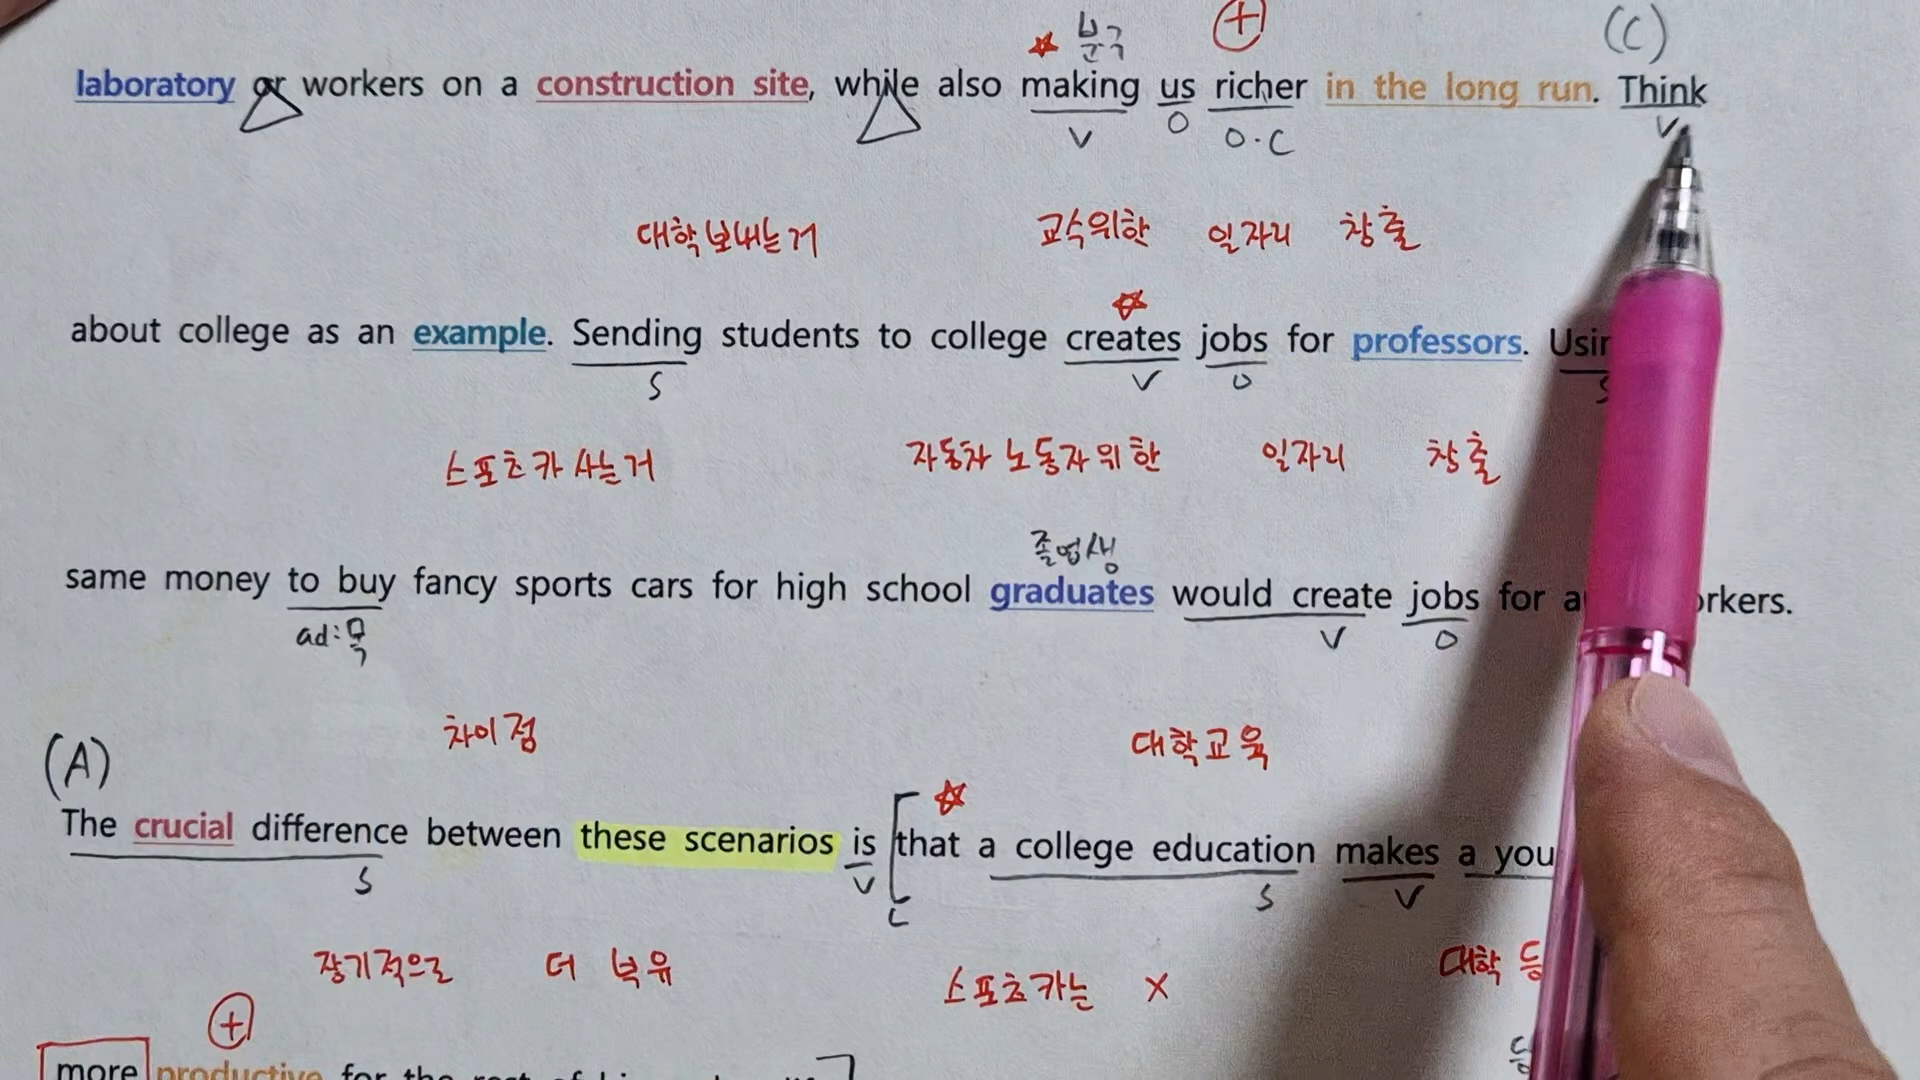 ★ 분구 + (C)
laboratory or workers on a construction site, while also making us richer in the long run. Think
V O O·C V
대학보내는거 교수위한 일자리 창출
☆
about college as an example. Sending students to college creates jobs for professors.
S V O S
스포츠카 사는거 자동차 노동자 위한 일자리 창출
졸업생
same money to buy fancy sports cars for high school graduates would create jobs for
ad:목 V O
차이점 대학교육
(A) ☆
The crucial difference between these scenarios is [that a college education makes a
S V C S V
장기적으로 더 부유 스포츠카는 X 대학
+
more productive for the